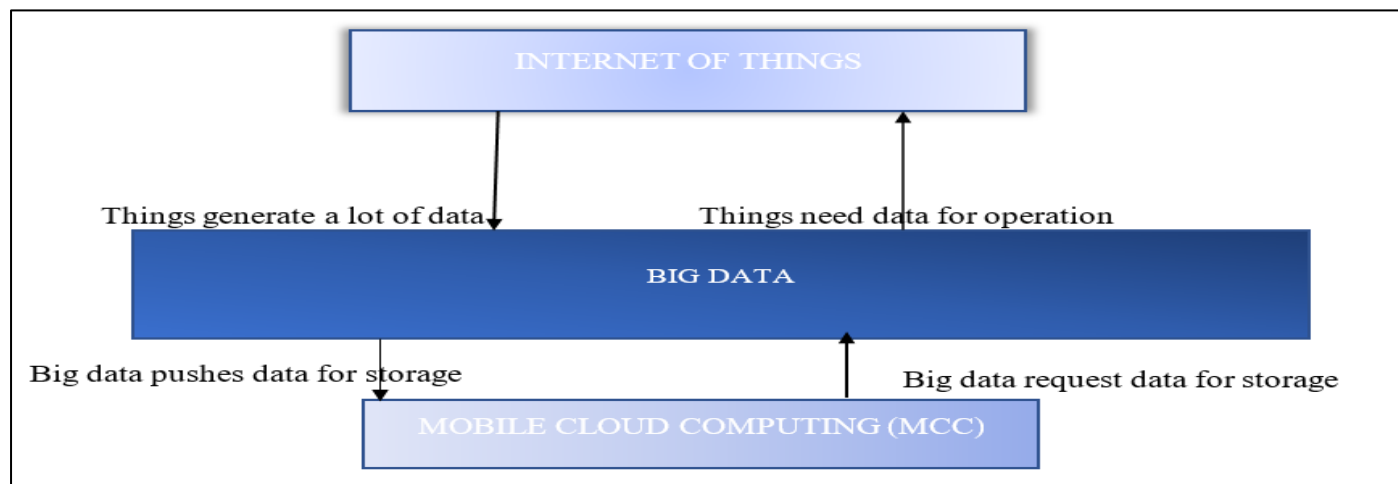 INTERNET OF THINGS
Things generate a lot of data
Things need data for operation
BIG DATA
Big data pushes data for storage
Big data request data for storage
MOBILE CLOUD COMPUTING (MCC)